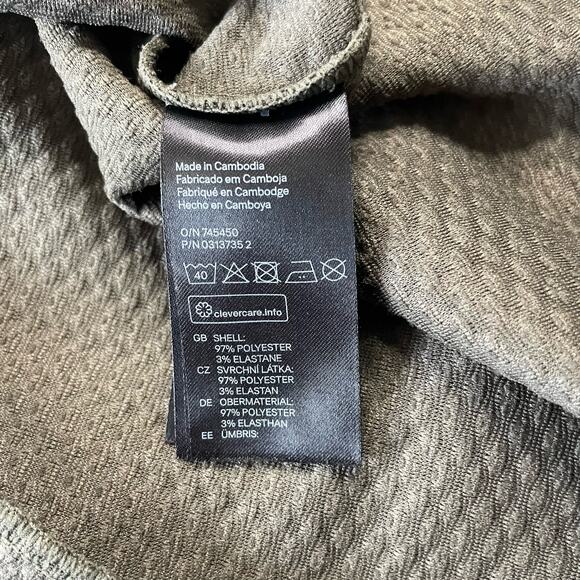 Made in Cambodia
Fabricado em Camboja
Fabriqué en Cambodge
Hecho en Camboya
O/N 745450
P/N 0313735 2
40
clevercare.info
GB SHELL:
97% POLYESTER
3% ELASTANE
CZ SVRCHNÍ LÁTKA:
97% POLYESTER
3% ELASTAN
DE OBERMATERIAL:
97% POLYESTER
3% ELASTHAN
EE ÜMBRIS: